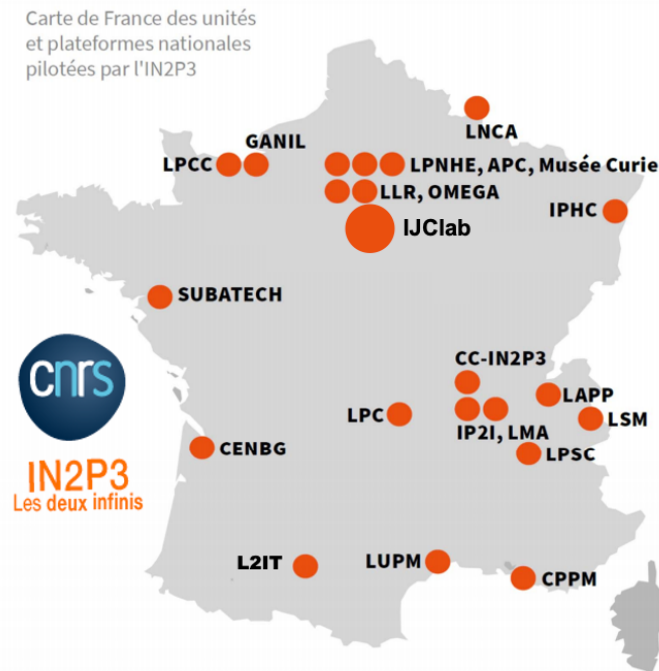 Carte de France des unités
et plateformes nationales
pilotées par l'IN2P3
LNCA
GANIL
LPCC
LPNHE, APC, Musée Curie
LLR, OMEGA
IPHC
IJClab
SUBATECH
cnrs
CC-IN2P3
LAPP
LPC
LSM
IP2I, LMA
CENBG
LPSC
IN2P3
Les deux infinis
L2IT
LUPM
CPPM